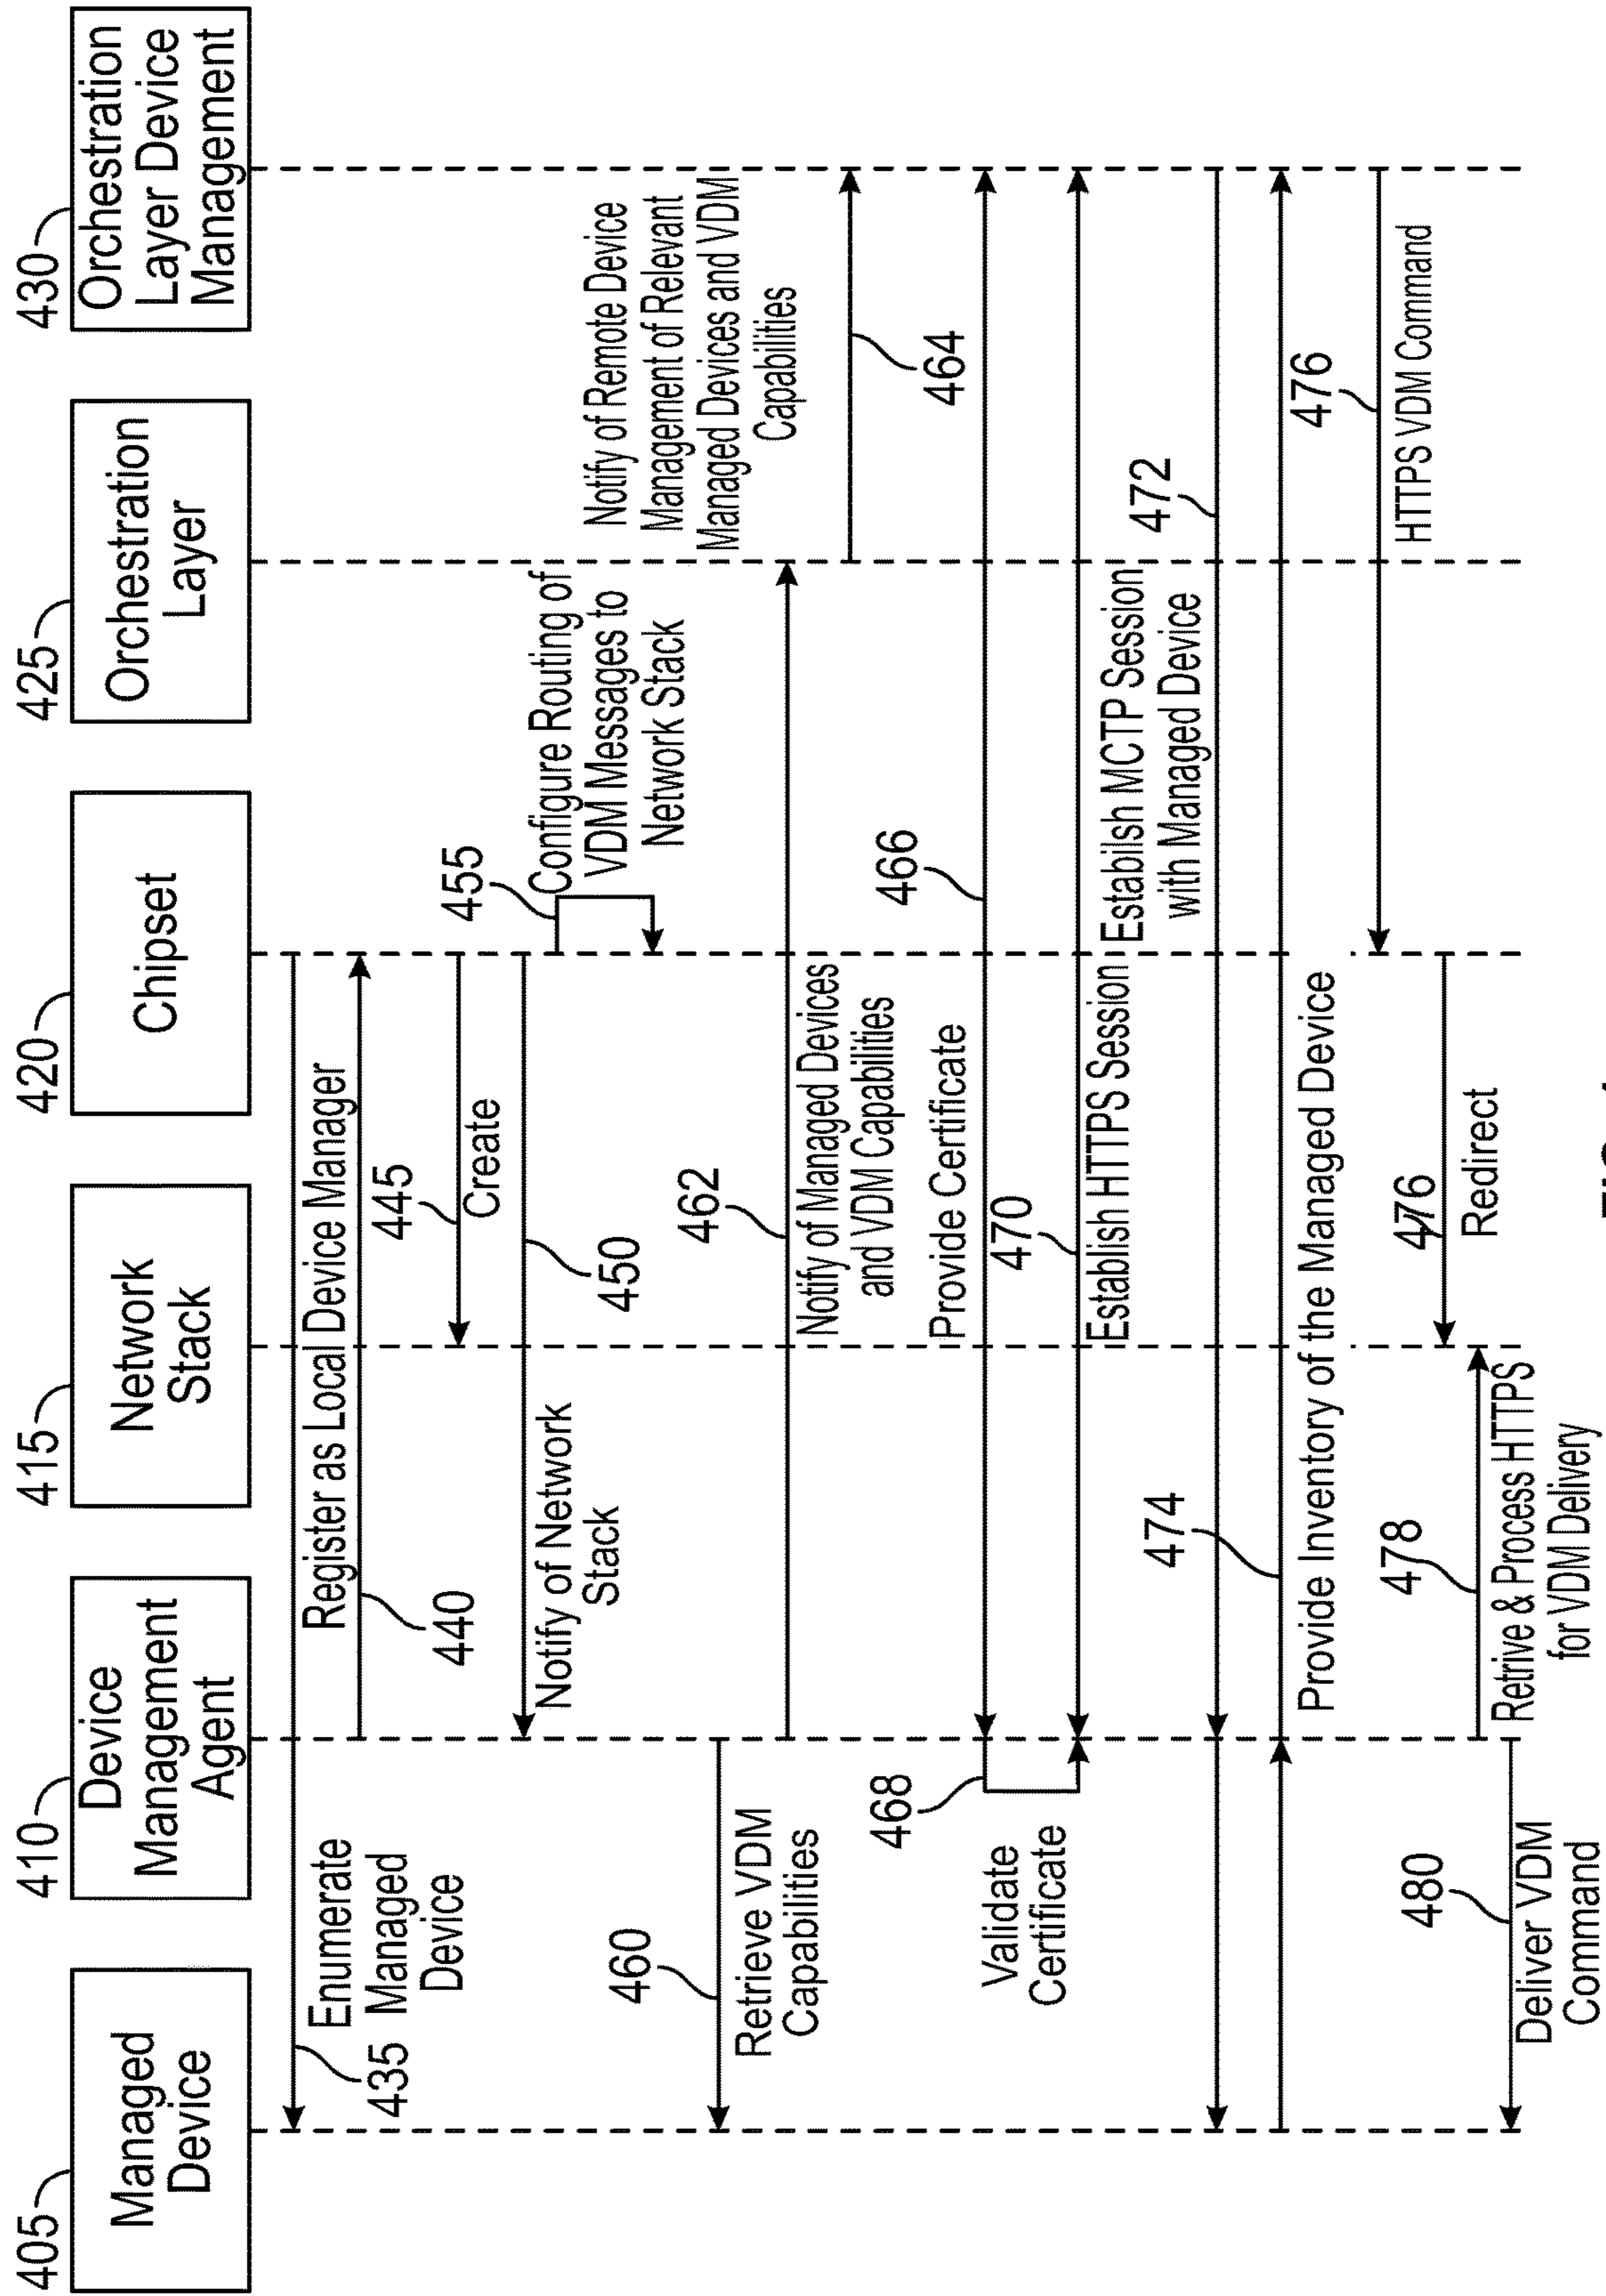 405
Managed
Device
410
Device
Management
Agent
415
Network
Stack
420
Chipset
425
Orchestration
Layer
430
Orchestration
Layer Device
Management
435
Enumerate
Managed
Device
Register as Local Device Manager
440
445
Create
450
Notify of Network
Stack
455
Configure Routing of
VDM Messages to
Network Stack
460
Retrieve VDM
Capabilities
462
Notify of Managed Devices
and VDM Capabilities
Notify of Remote Device
Management of Relevant
Managed Devices and VDM
Capabilities
464
466
Provide Certificate
468
Validate
Certificate
470
Establish HTTPS Session
Establish MCTP Session
with Managed Device
472
474
Provide Inventory of the Managed Device
476
HTTPS VDM Command
476
Redirect
478
Retrive & Process HTTPS
for VDM Delivery
480
Deliver VDM
Command